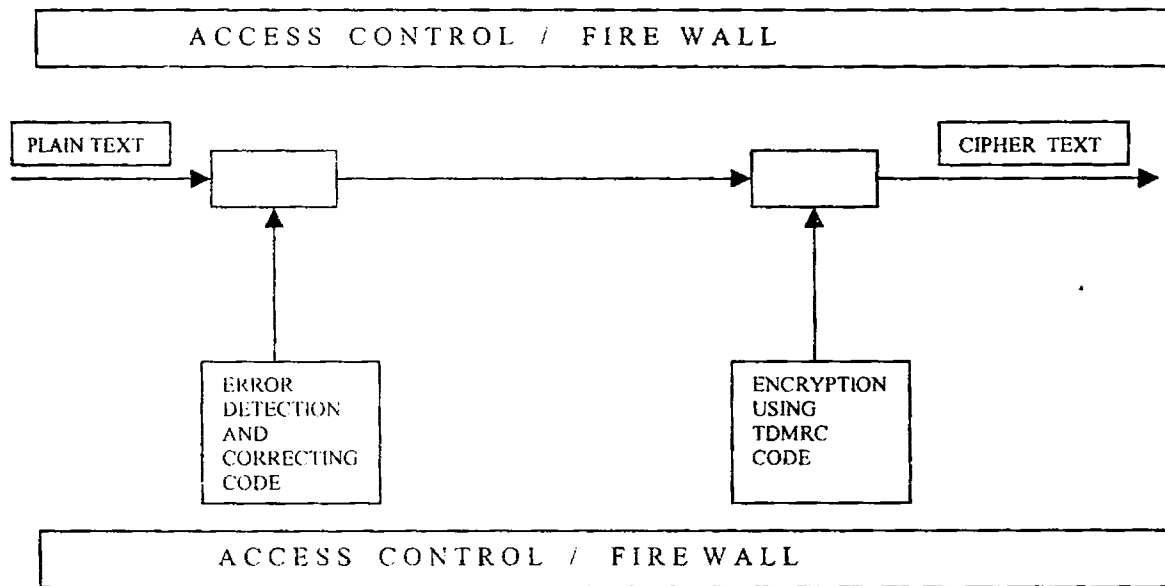 ACCESS CONTROL / FIRE WALL
PLAIN TEXT
CIPHER TEXT
ERROR
DETECTION
AND
CORRECTING
CODE
ENCRYPTION
USING
TDMRC
CODE
ACCESS CONTROL / FIRE WALL